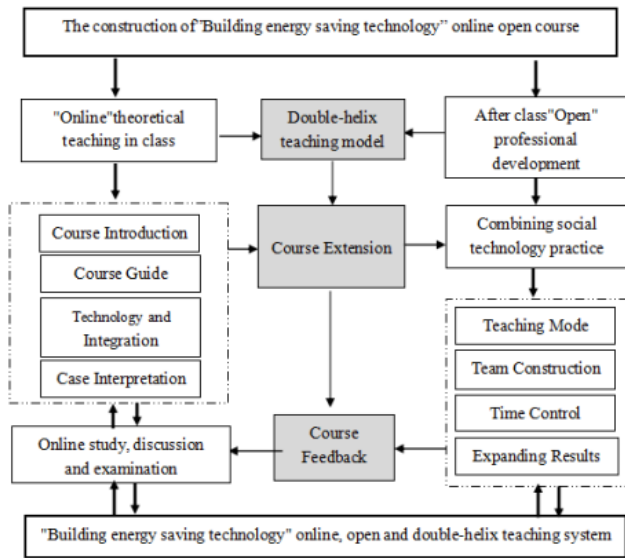 The construction of"Building energy saving technology" online open course
"Online"theoretical
teaching in class
Double-helix
teaching model
After class"Open"
professional
development
Course Introduction
Course Guide
Technology and
Integration
Case Interpretation
Course Extension
Combining social
technology practice
Teaching Mode
Team Construction
Time Control
Expanding Results
Online study, discussion
and examination
Course
Feedback
"Building energy saving technology" online, open and double-helix teaching system